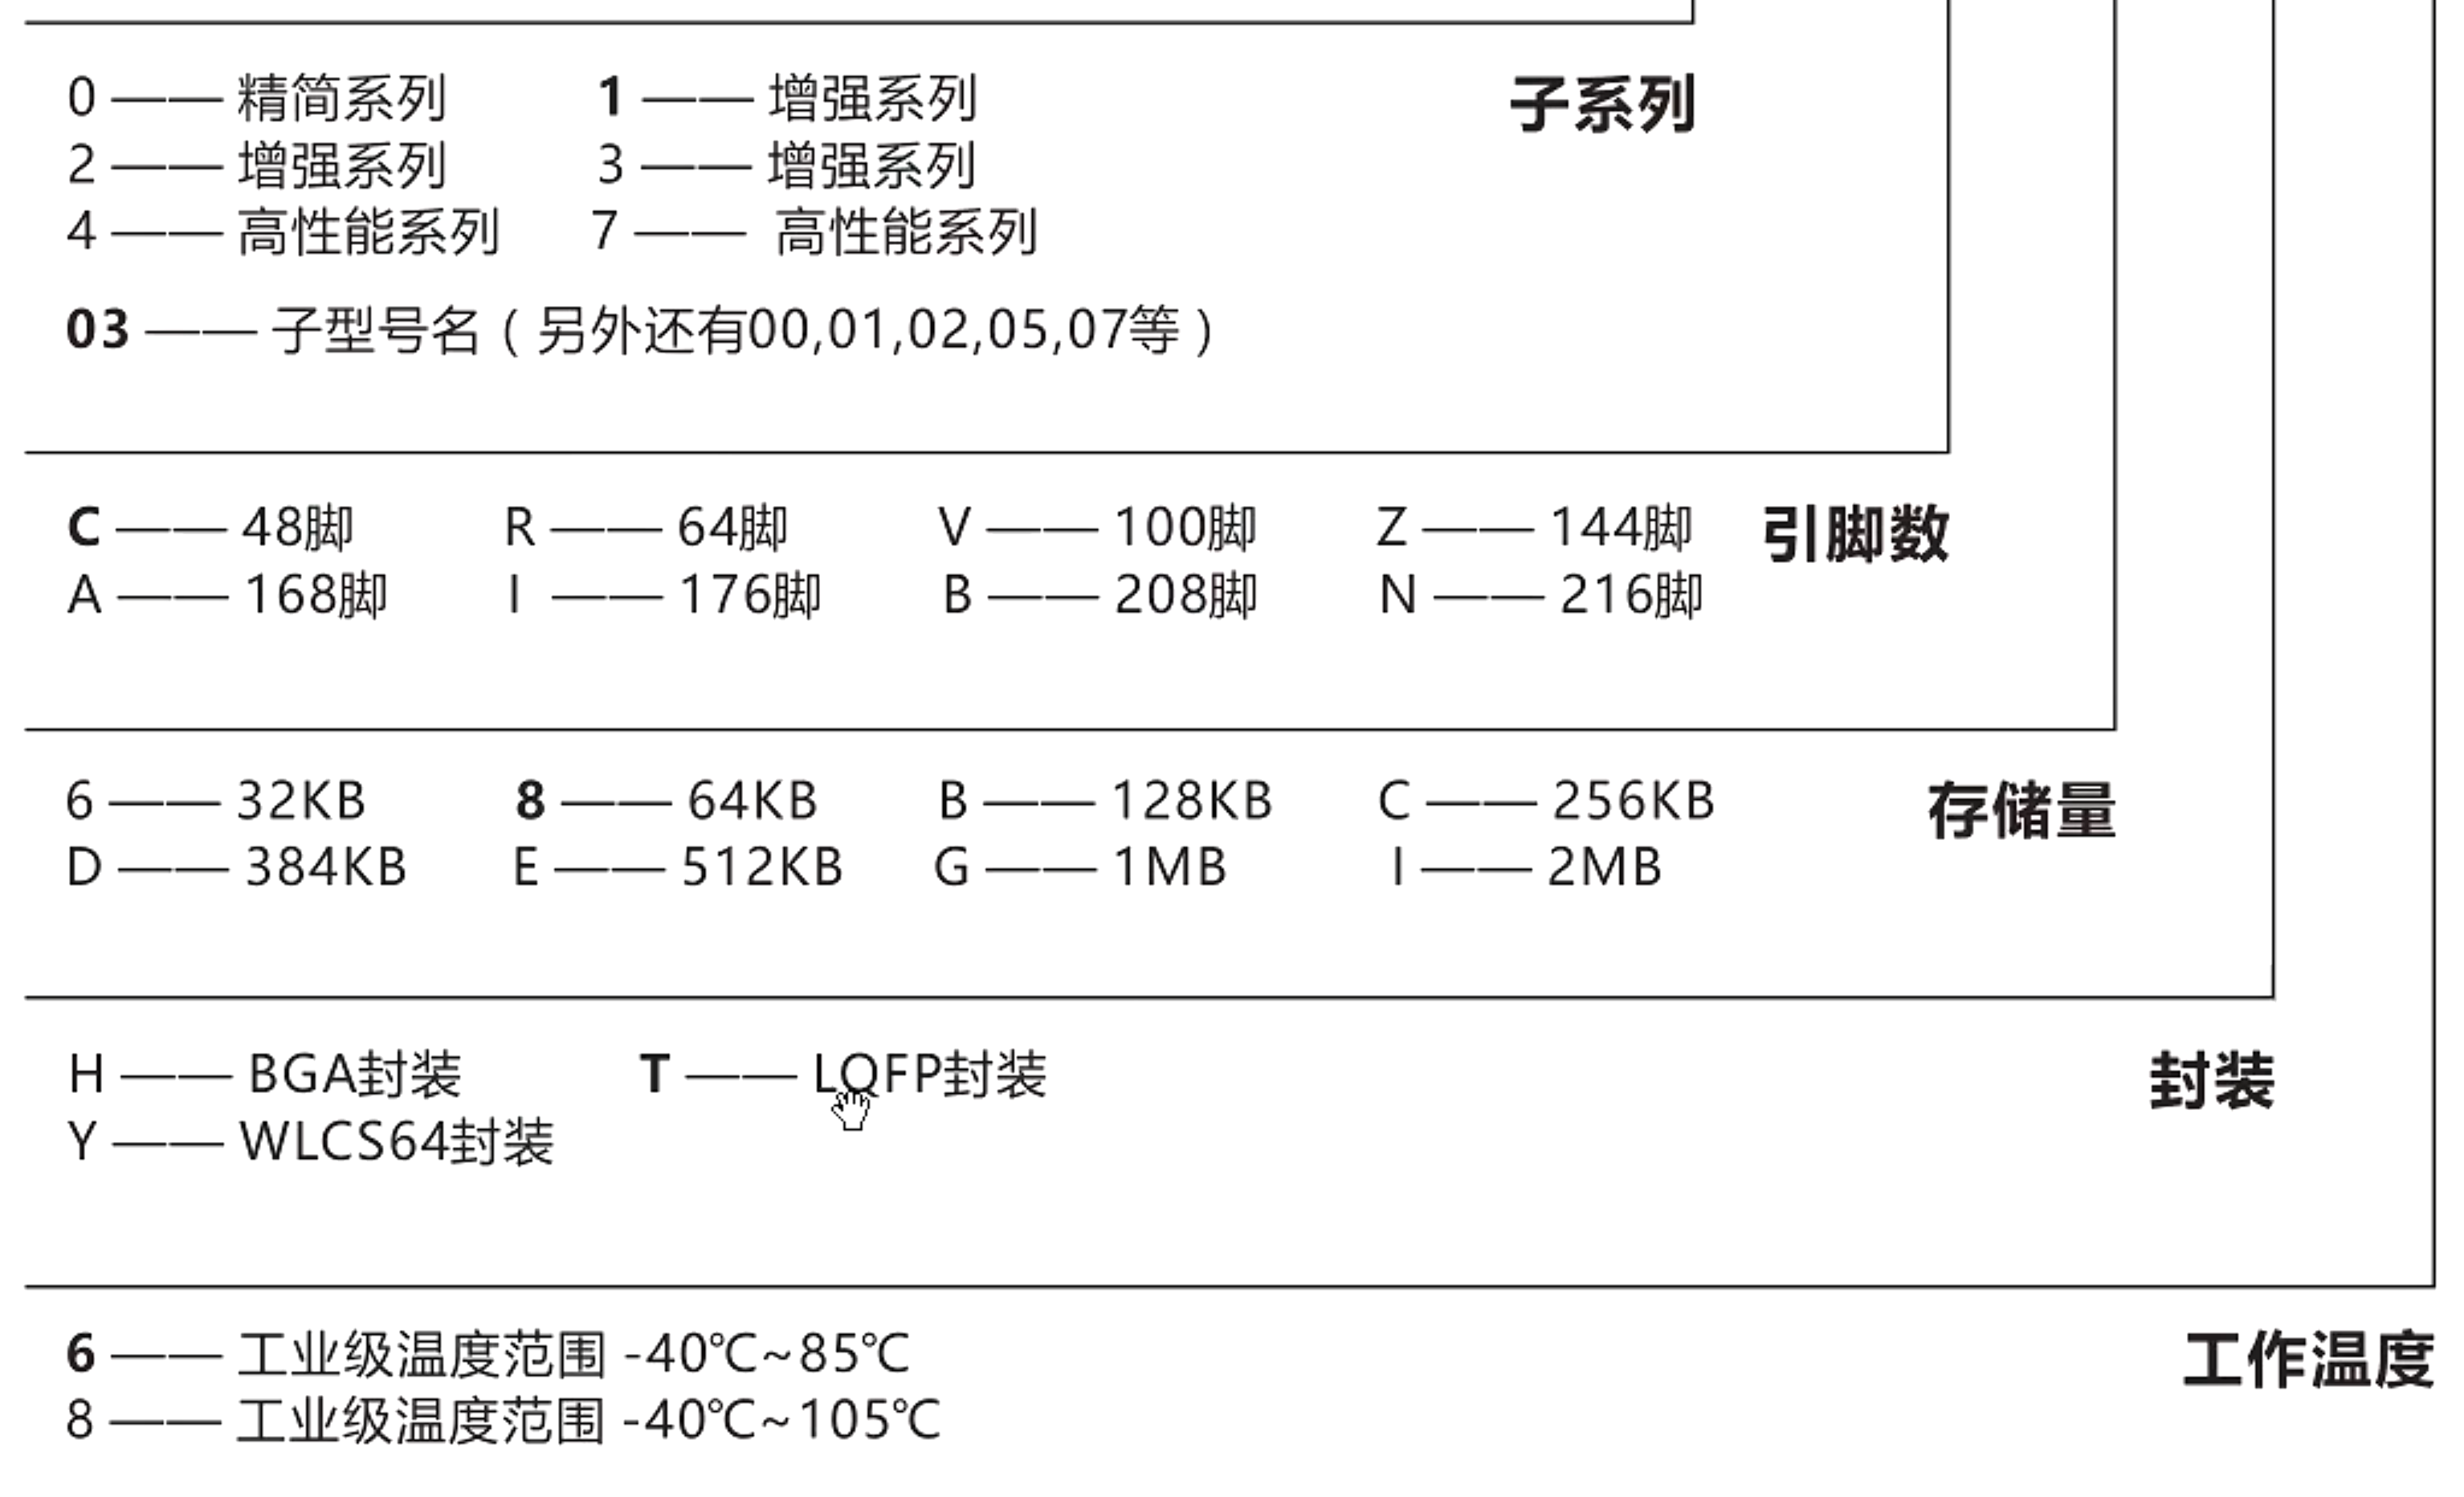 0 —— 精简系列 1 —— 增强系列 子系列
2 —— 增强系列 3 —— 增强系列
4 —— 高性能系列 7 —— 高性能系列
03 —— 子型号名（另外还有00,01,02,05,07等）
C —— 48脚 R —— 64脚 V —— 100脚 Z —— 144脚 引脚数
A —— 168脚 I —— 176脚 B —— 208脚 N —— 216脚
6 —— 32KB 8 —— 64KB B —— 128KB C —— 256KB 存储量
D —— 384KB E —— 512KB G —— 1MB I —— 2MB
H —— BGA封装 T —— LQFP封装 封装
Y —— WLCS64封装
6 —— 工业级温度范围 -40℃~85℃ 工作温度
8 —— 工业级温度范围 -40℃~105℃